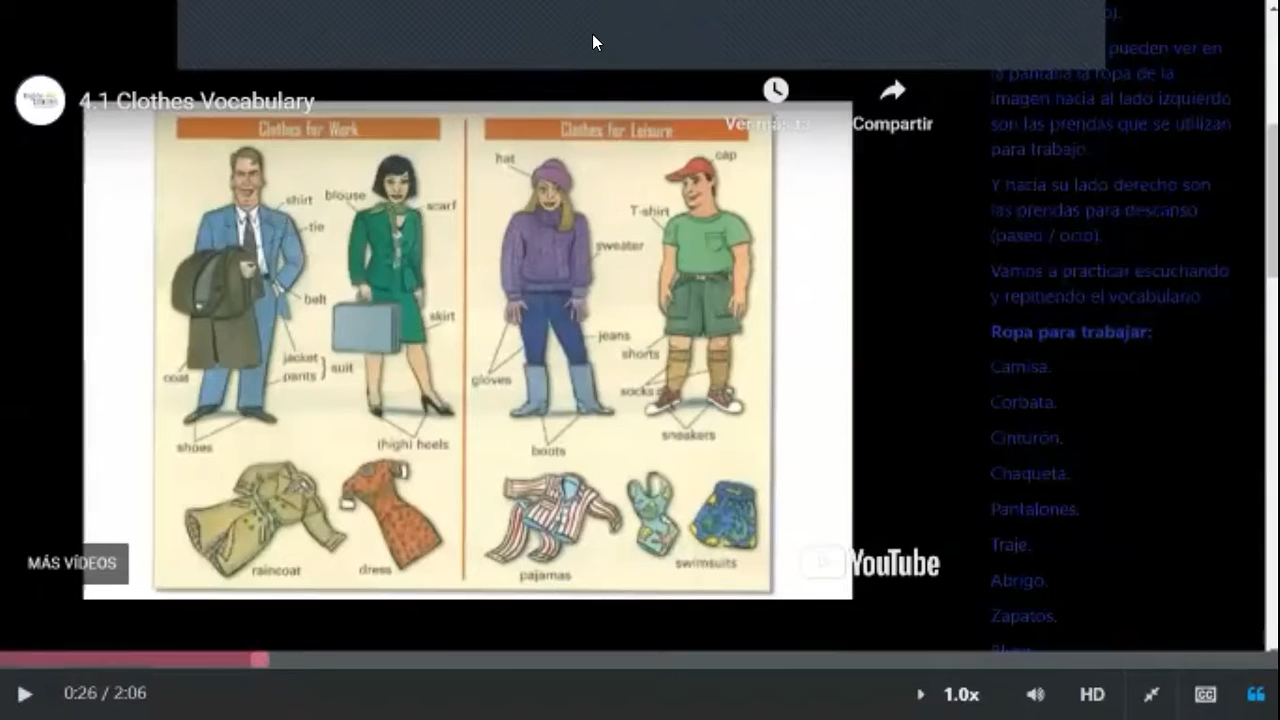 4.1 Clothes Vocabulary
Compartir
Clothes for Work
Clothes for Leisure
shirt
blouse
scarf
tie
belt
skirt
jacket
pants
suit
coat
shoes
(high) heels
raincoat
dress
hat
cap
T-shirt
sweater
jeans
shorts
gloves
socks
sneakers
boots
pajamas
swimsuits
MÁS VÍDEOS
YouTube
pueden ver en
la pantalla la ropa de la
imagen hacia al lado izquierdo
son las prendas que se utilizan
para trabajo.
Y hacia su lado derecho son
las prendas para descanso
(paseo / ocio).
Vamos a practicar escuchando
y repitiendo el vocabulario
Ropa para trabajar:
Camisa.
Corbata.
Cinturón.
Chaqueta.
Pantalones.
Traje.
Abrigo.
Zapatos.
0:26 / 2:06
1.0x
HD
CC